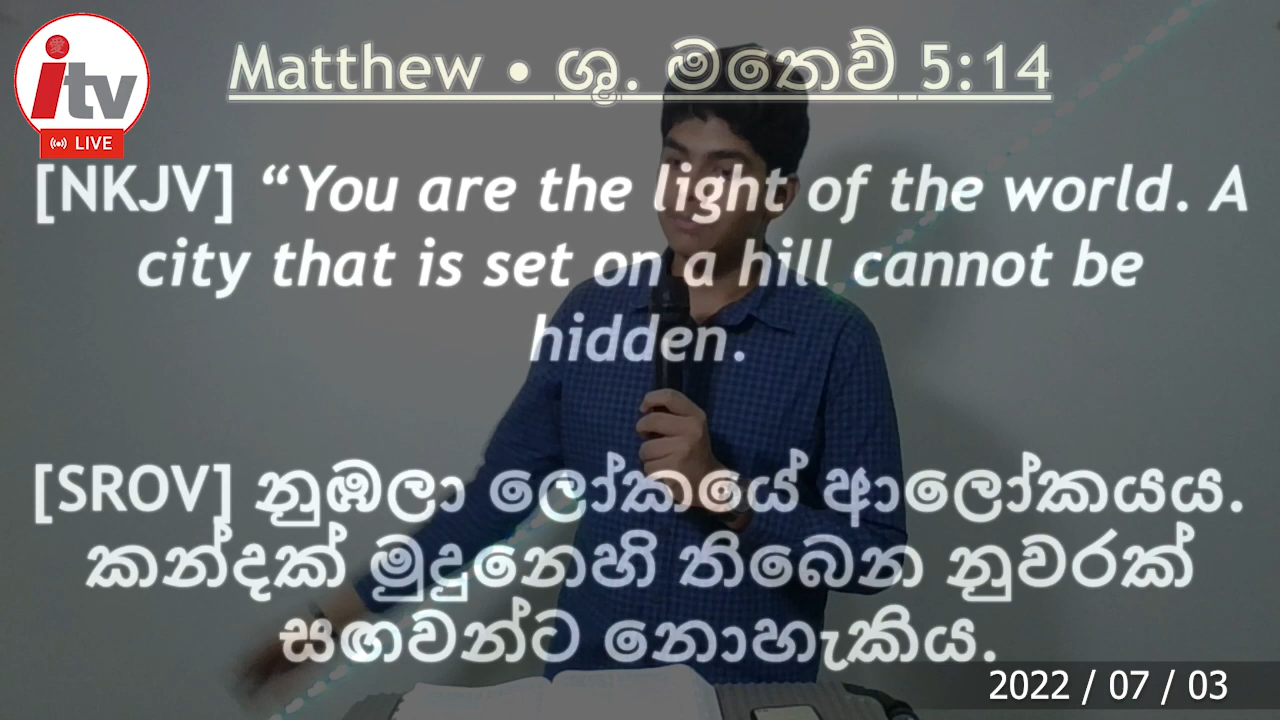 愛
itv
LIVE
Matthew • ශු. මතෙව් 5:14
[NKJV] “You are the light of the world. A
city that is set on a hill cannot be
hidden.
[SROV] නුඹලා ලෝකයේ ආලෝකයය.
කන්දක් මුදුනෙහි තිබෙන නුවරක්
සඟවන්ට නොහැකිය.
2022 / 07 / 03